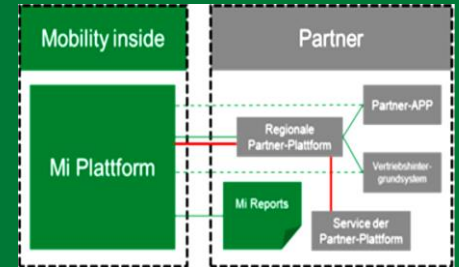 Mobility inside
Partner
Mi Plattform
Partner-APP
Regionale
Partner-Plattform
Vertriebshinter-
grundsystem
Mi Reports
Service der
Partner-Plattform